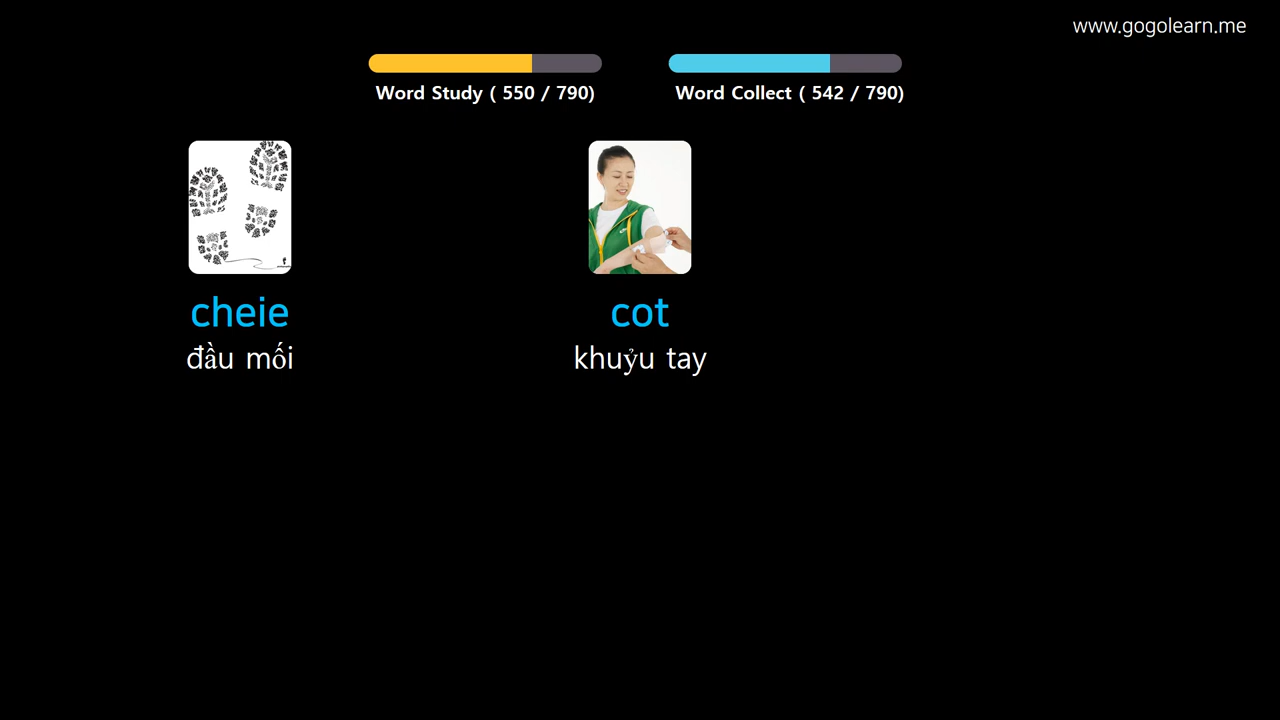 www.gogolearn.me
Word Study ( 550 / 790)
Word Collect ( 542 / 790)
cheie
đầu mối
cot
khuỷu tay